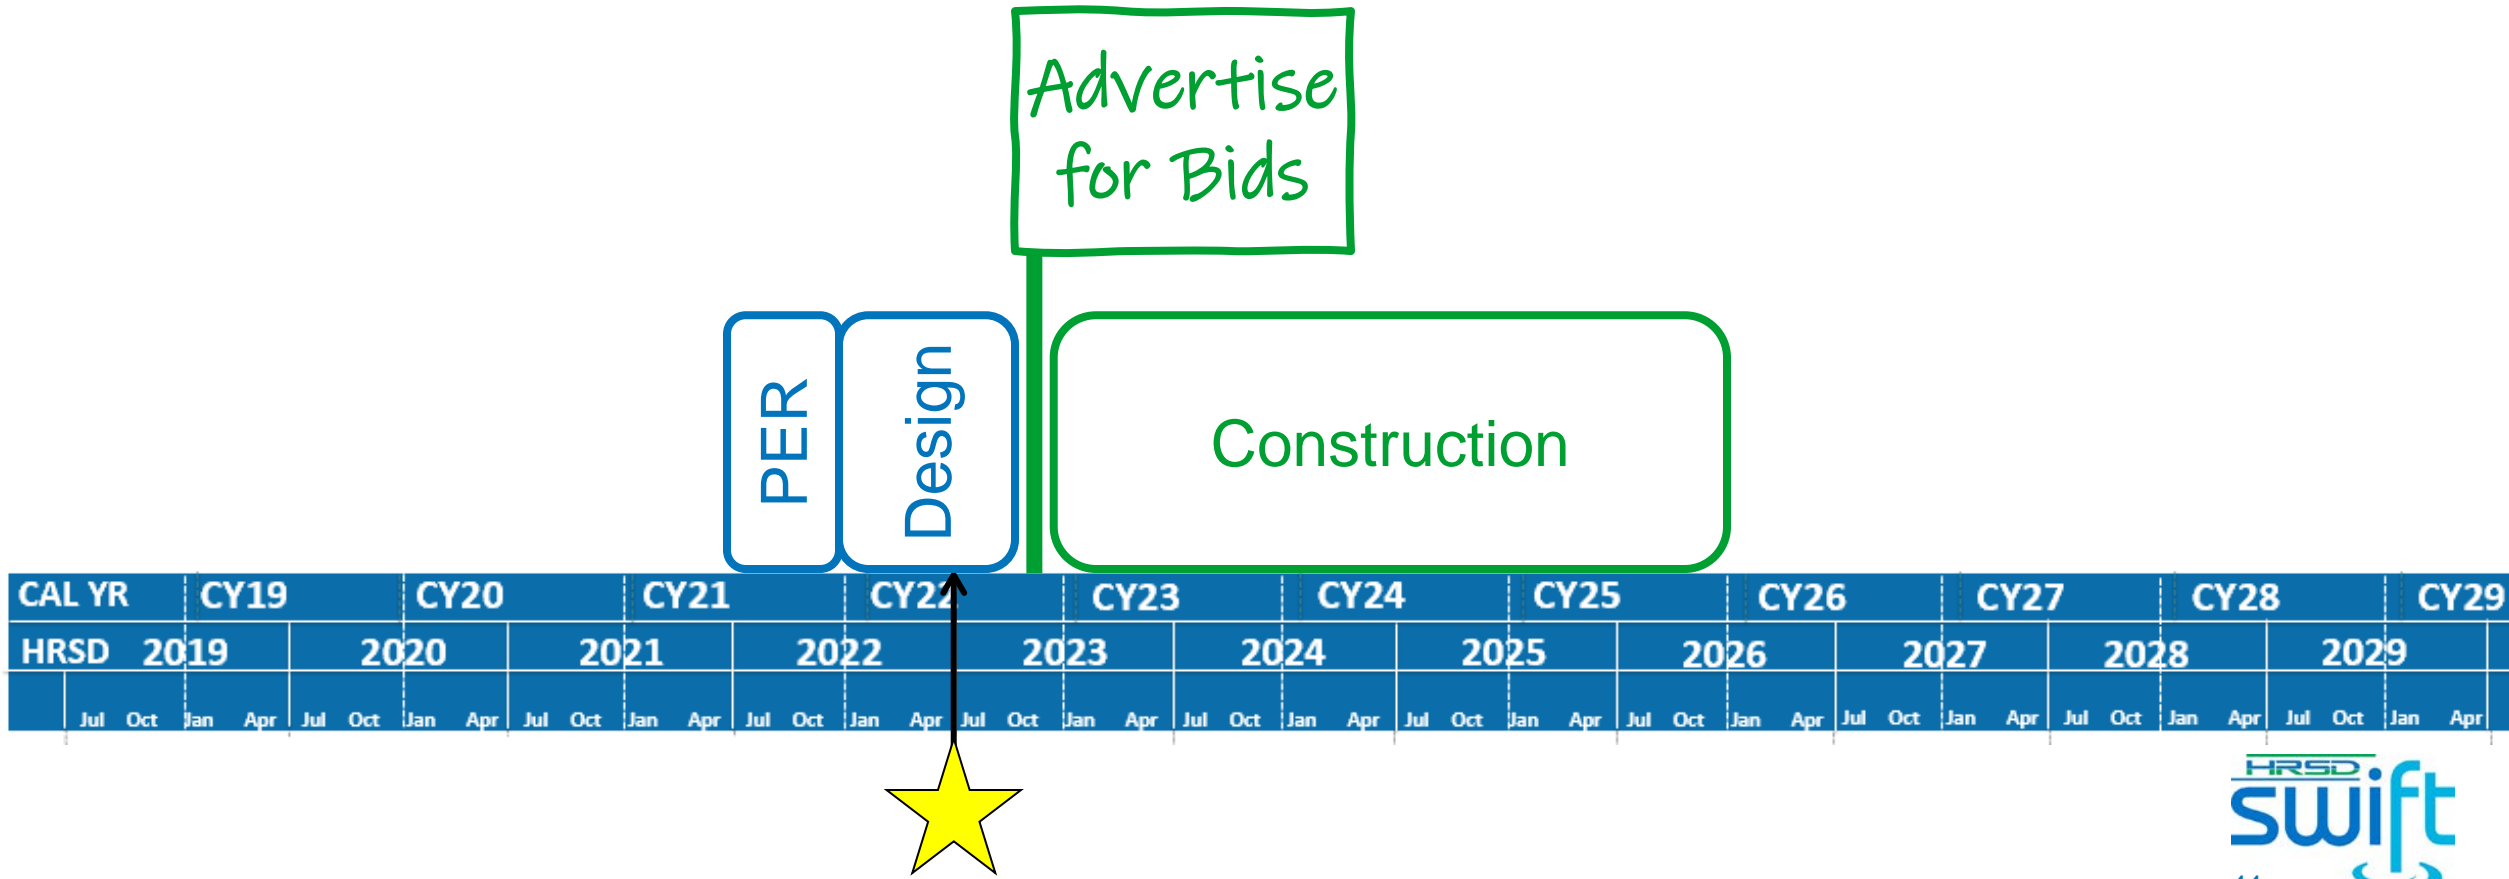 Advertise
for Bids
PER
Design
Construction
CAL YR CY19 CY20 CY21 CY22 CY23 CY24 CY25 CY26 CY27 CY28 CY29
HRSD 2019 2020 2021 2022 2023 2024 2025 2026 2027 2028 2029
Jul Oct Jan Apr Jul Oct Jan Apr Jul Oct Jan Apr Jul Oct Jan Apr Jul Oct Jan Apr Jul Oct Jan Apr Jul Oct Jan Apr Jul Oct Jan Apr Jul Oct Jan Apr Jul Oct Jan Apr Jul Oct Jan Apr
HRSD
swift